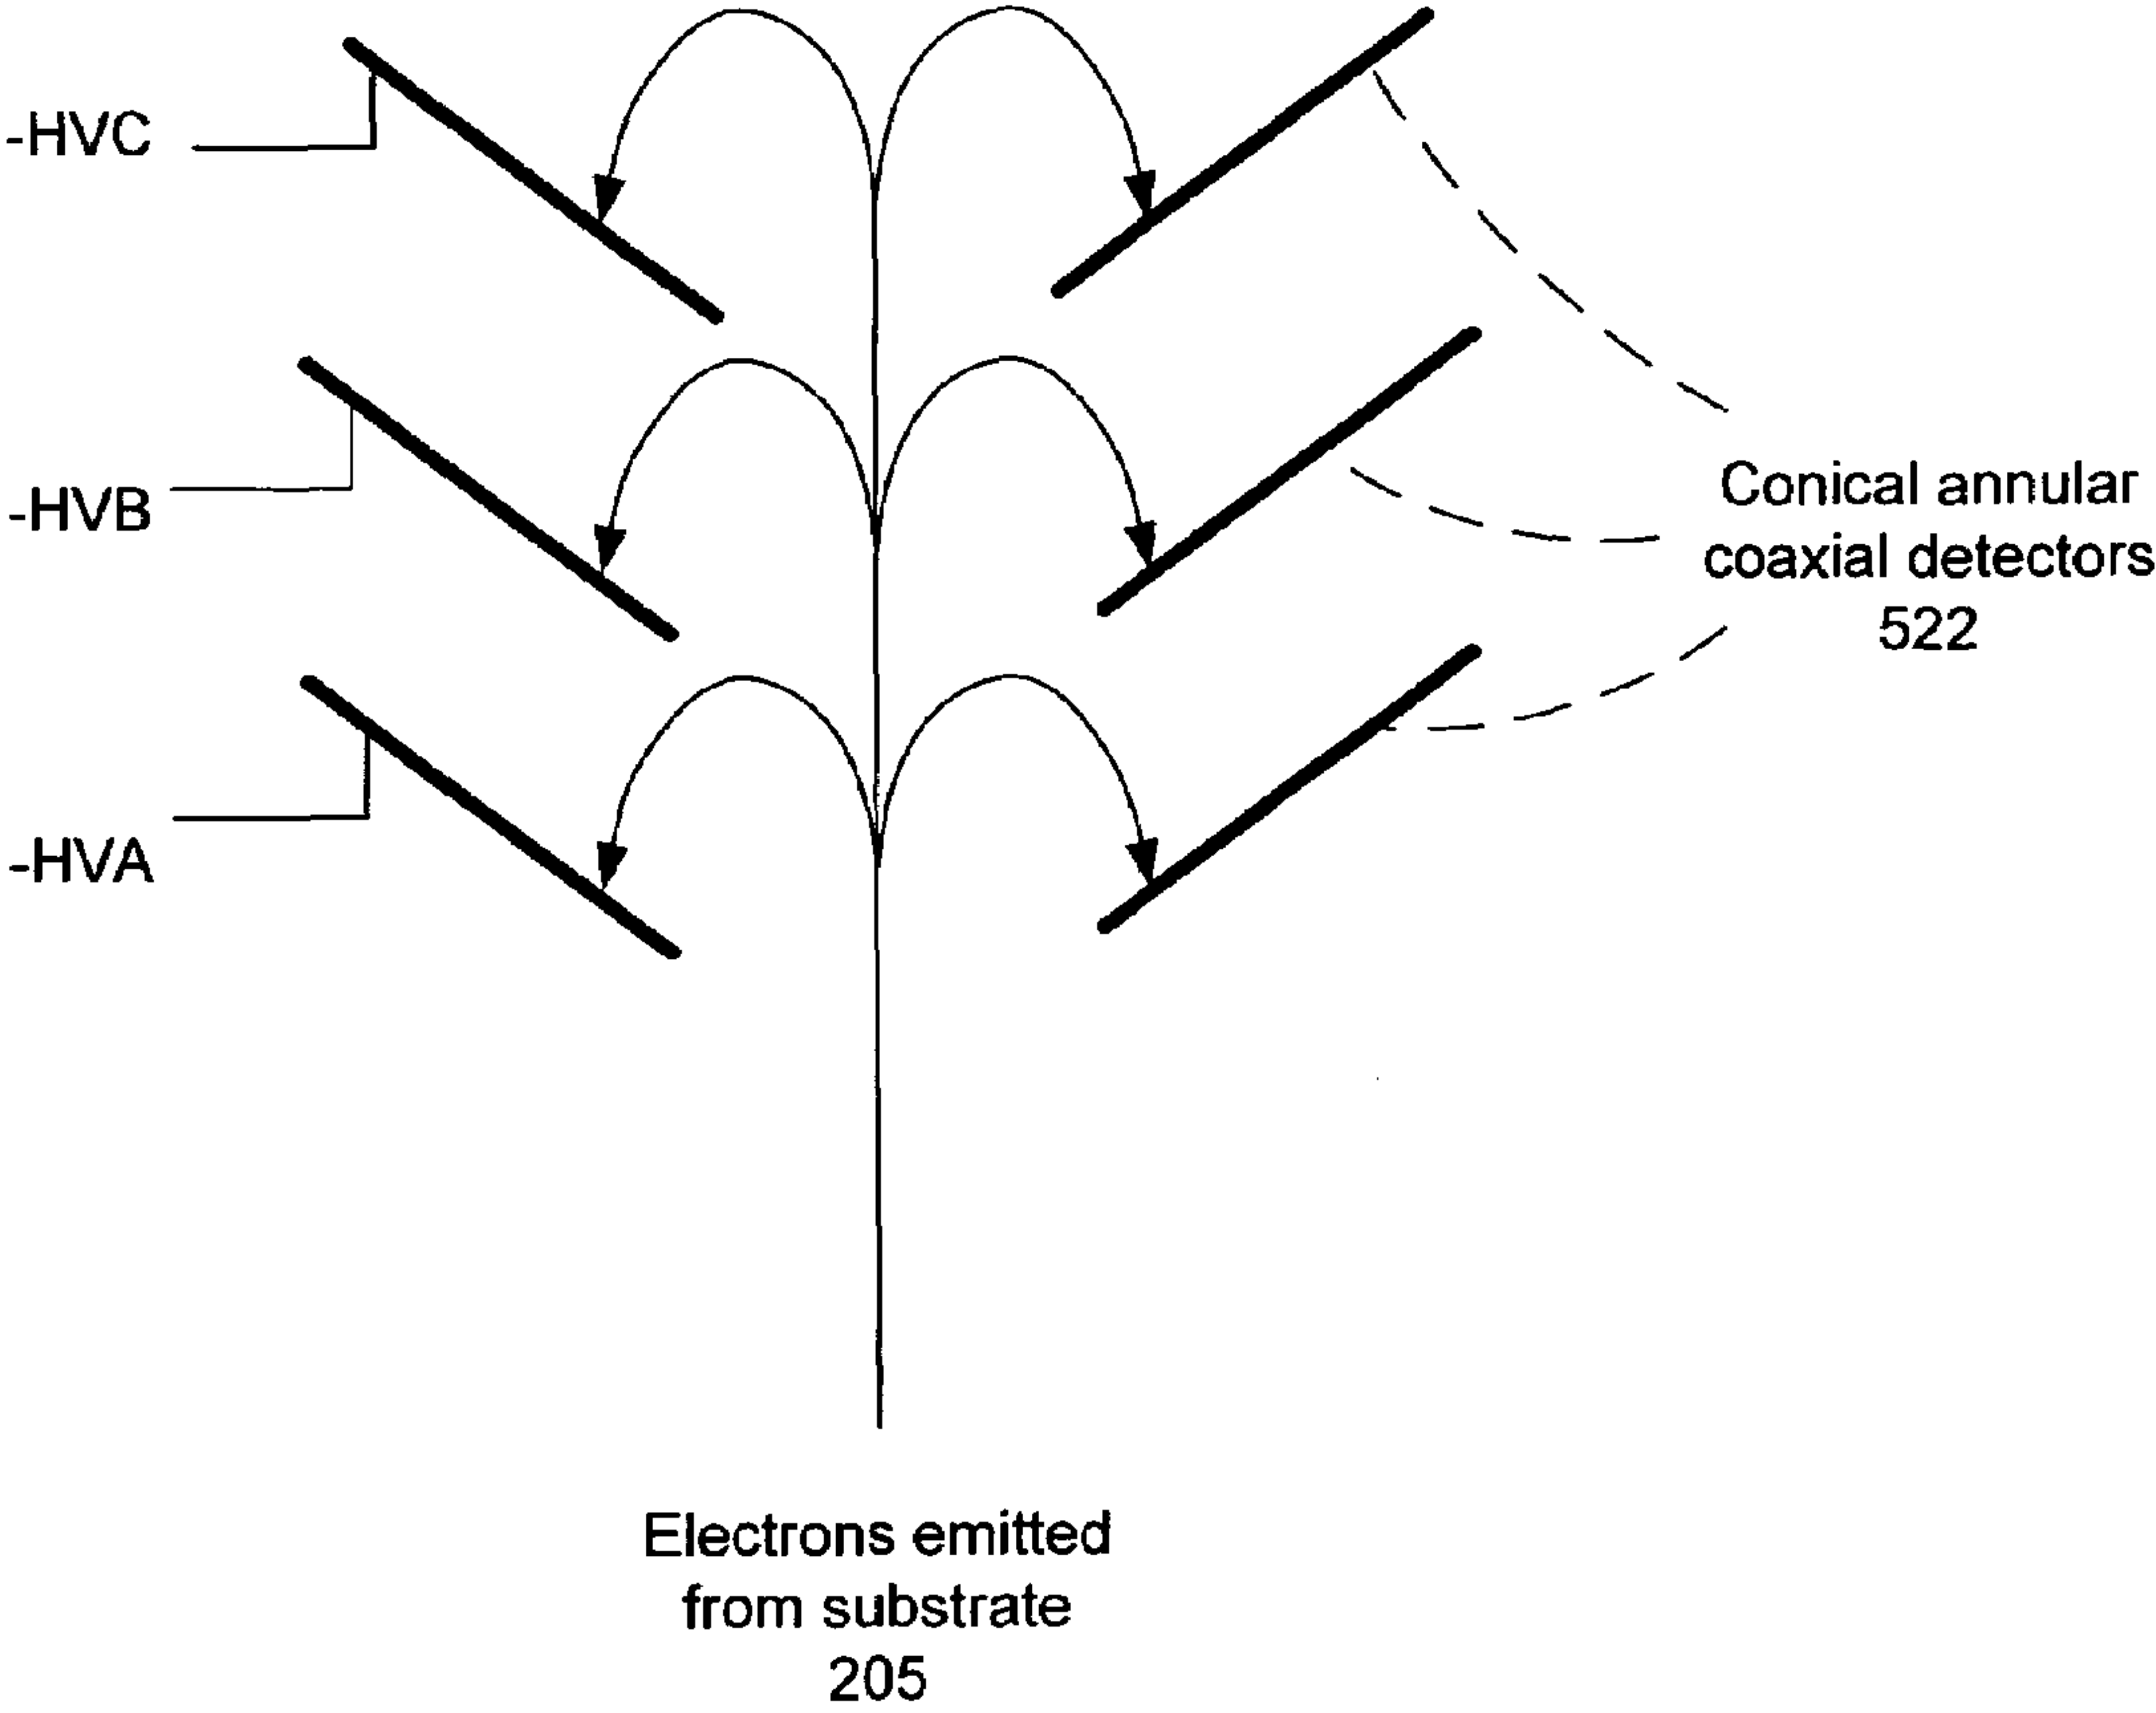 -HVC
-HVB
-HVA
Conical annular
coaxial detectors
522
Electrons emitted
from substrate
205